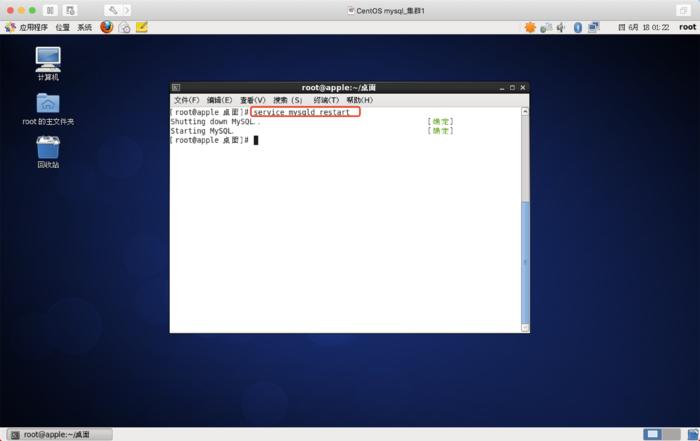 CentOS mysql_集群1
应用程序 位置 系统
四 6月 18 01:22 root
计算机
root 的主文件夹
回收站
root@apple:~/桌面
文件(F) 编辑(E) 查看(V) 搜索 (S) 终端(T) 帮助(H)
[root@apple 桌面]# service mysqld restart
Shutting down MySQL.. [确定]
Starting MySQL. [确定]
[root@apple 桌面]#
root@apple:~/桌面